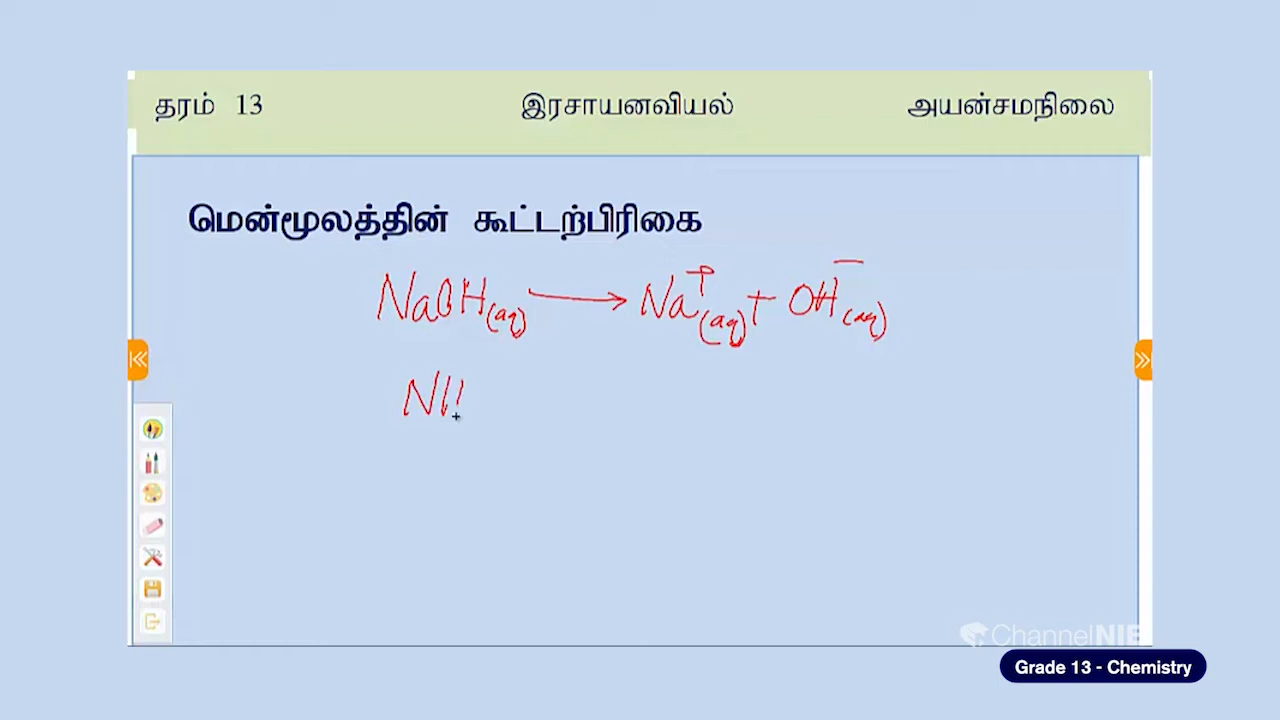 தரம் 13 இரசாயனவியல் அயன்சமநிலை
மென்மூலத்தின் கூட்டற்பிரிகை
NaOH(aq) → Na⁺(aq) + OH⁻(aq)
ChannelNIE
Grade 13 - Chemistry